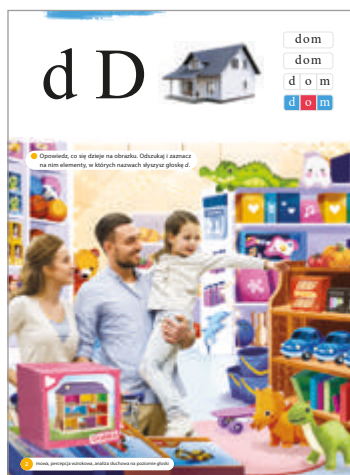 d D
dom
dom
d o m
d o m
Opowiedz, co się dzieje na obrazku. Odszukaj i zaznacz
na nim elementy, w których nazwach słyszysz głoskę d.
2
mowa, percepcja wzrokowa, analiza słuchowa na poziomie głoski